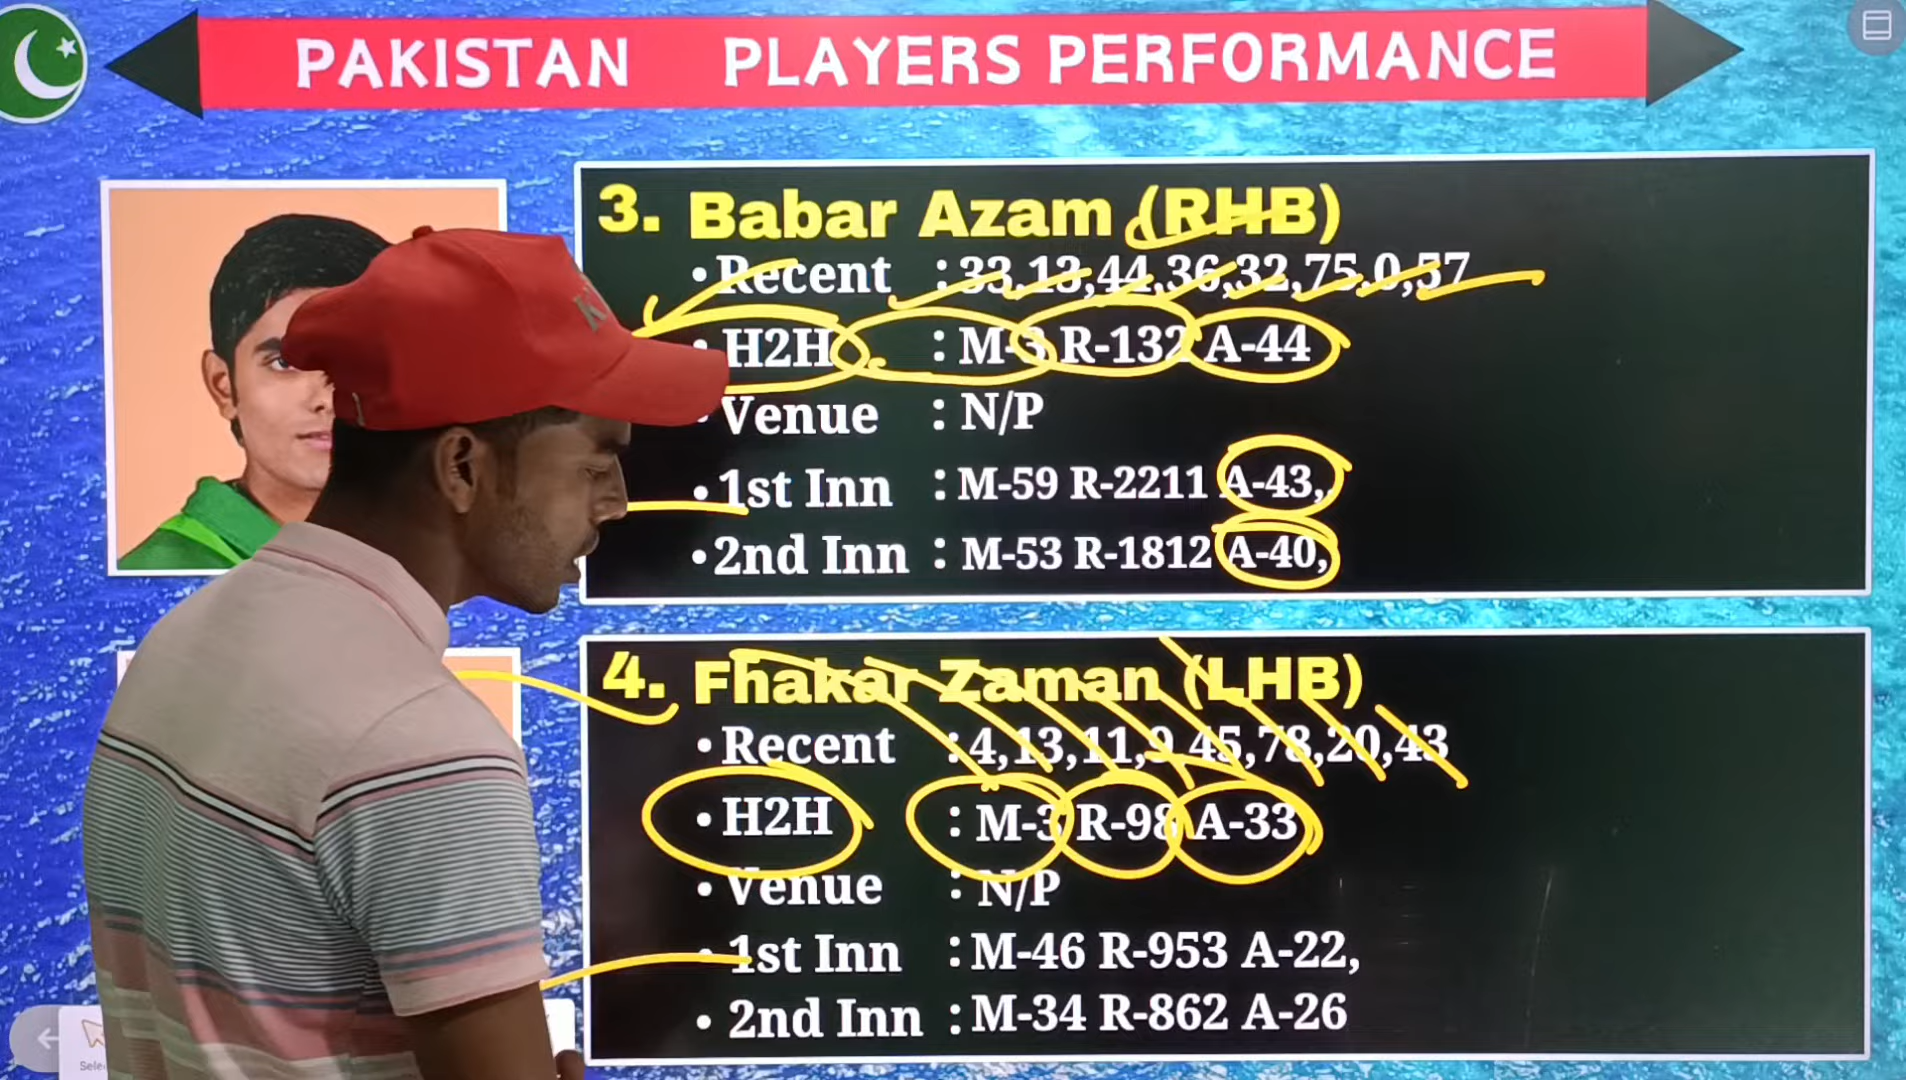 PAKISTAN PLAYERS PERFORMANCE
3. Babar Azam (RHB)
•Recent :33,13,44,36,32,75,0,57
• H2H : M-3 R-132 A-44
• Venue : N/P
•1st Inn :M-59 R-2211 A-43,
•2nd Inn : M-53 R-1812 A-40,
4. Fhakar Zaman (LHB)
•Recent :4,13,11,9,45,78,20,43
•H2H : M-3 R-98 A-33
•Venue : N/P
• 1st Inn :M-46 R-953 A-22,
• 2nd Inn :M-34 R-862 A-26